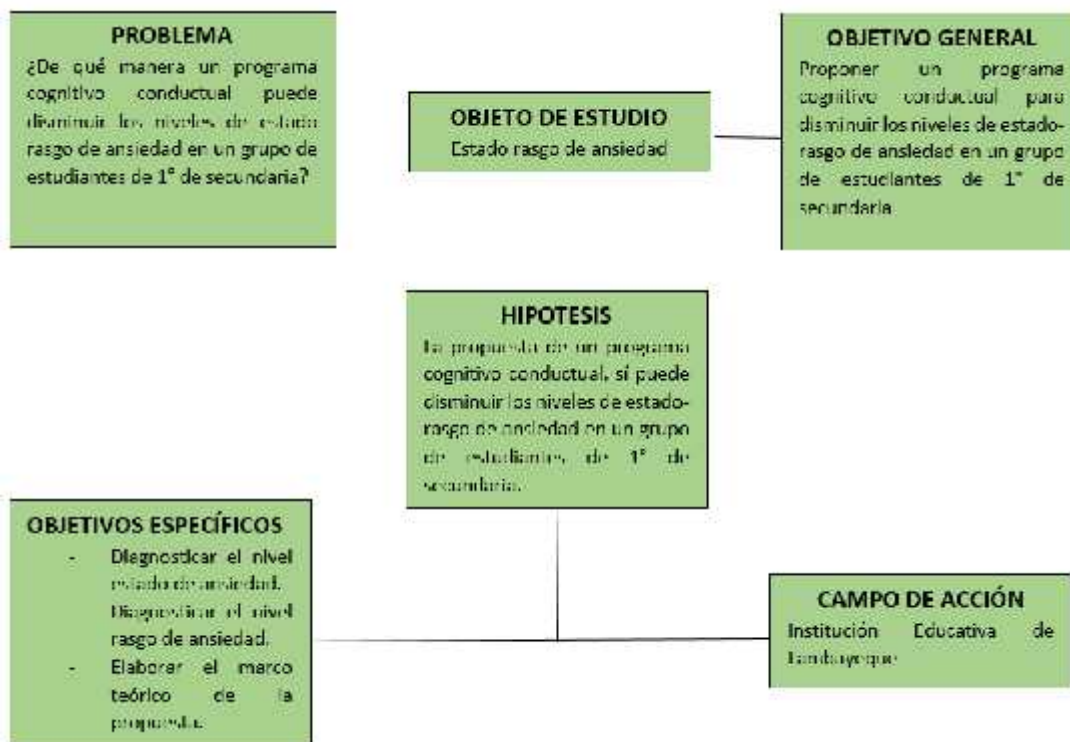 PROBLEMA
¿De qué manera un programa
cognitivo conductual puede
disminuir los niveles de estado
rasgo de ansiedad en un grupo de
estudiantes de 1° de secundaria?
OBJETO DE ESTUDIO
Estado rasgo de ansiedad
OBJETIVO GENERAL
Proponer un programa
cognitivo conductual para
disminuir los niveles de estado-
rasgo de ansiedad en un grupo
de estudiantes de 1° de
secundaria
HIPOTESIS
La propuesta de un programa
cognitivo conductual, sí puede
disminuir los niveles de estado-
rasgo de ansiedad en un grupo
de estudiantes de 1° de
secundaria.
OBJETIVOS ESPECÍFICOS
- Diagnosticar el nivel
estado de ansiedad.
Diagnosticar el nivel
rasgo de ansiedad.
- Elaborar el marco
teórico de la
propuesta.
CAMPO DE ACCIÓN
Institución Educativa de
Lambayeque